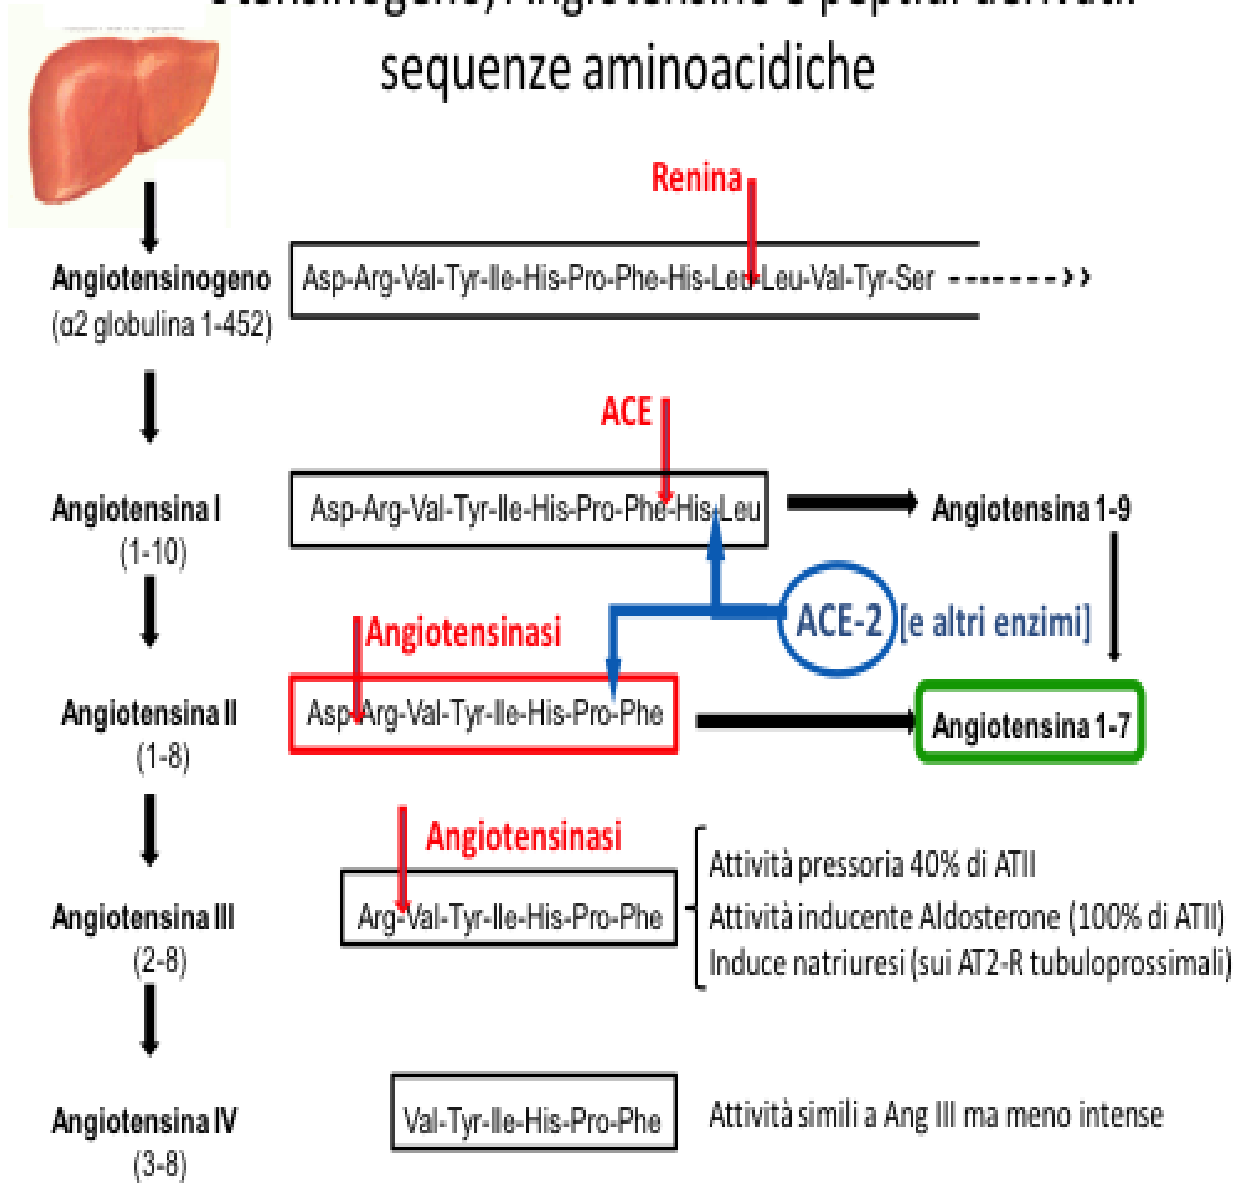 sequenze aminoacidiche
Renina
Angiotensinogeno
(α2 globulina 1-452)
Asp-Arg-Val-Tyr-Ile-His-Pro-Phe-His-Leu-Leu-Val-Tyr-Ser -------››
ACE
Angiotensina I
(1-10)
Asp-Arg-Val-Tyr-Ile-His-Pro-Phe-His-Leu
Angiotensina 1-9
ACE-2 [e altri enzimi]
Angiotensinasi
Angiotensina II
(1-8)
Asp-Arg-Val-Tyr-Ile-His-Pro-Phe
Angiotensina 1-7
Angiotensinasi
Angiotensina III
(2-8)
Arg-Val-Tyr-Ile-His-Pro-Phe
Attività pressoria 40% di ATII
Attività inducente Aldosterone (100% di ATII)
Induce natriuresi (sui AT2-R tubuloprossimali)
Angiotensina IV
(3-8)
Val-Tyr-Ile-His-Pro-Phe
Attività simili a Ang III ma meno intense